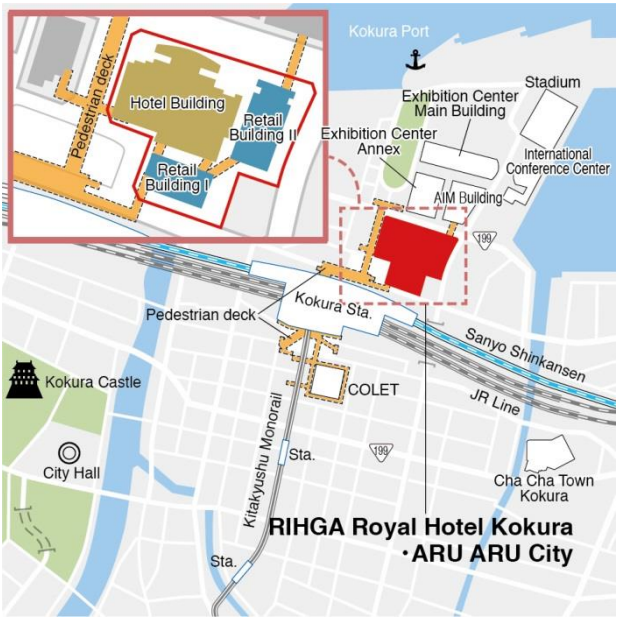 Kokura Port
Pedestrian deck
Hotel Building
Retail
Building II
Retail
Building I
Stadium
Exhibition Center
Main Building
Exhibition Center
Annex
International
Conference Center
AIM Building
199
Kokura Sta.
Pedestrian deck
Sanyo Shinkansen
JR Line
Kokura Castle
COLET
Kitakyushu Monorail
City Hall
Sta.
199
Cha Cha Town
Kokura
RIHGA Royal Hotel Kokura
・ARU ARU City
Sta.